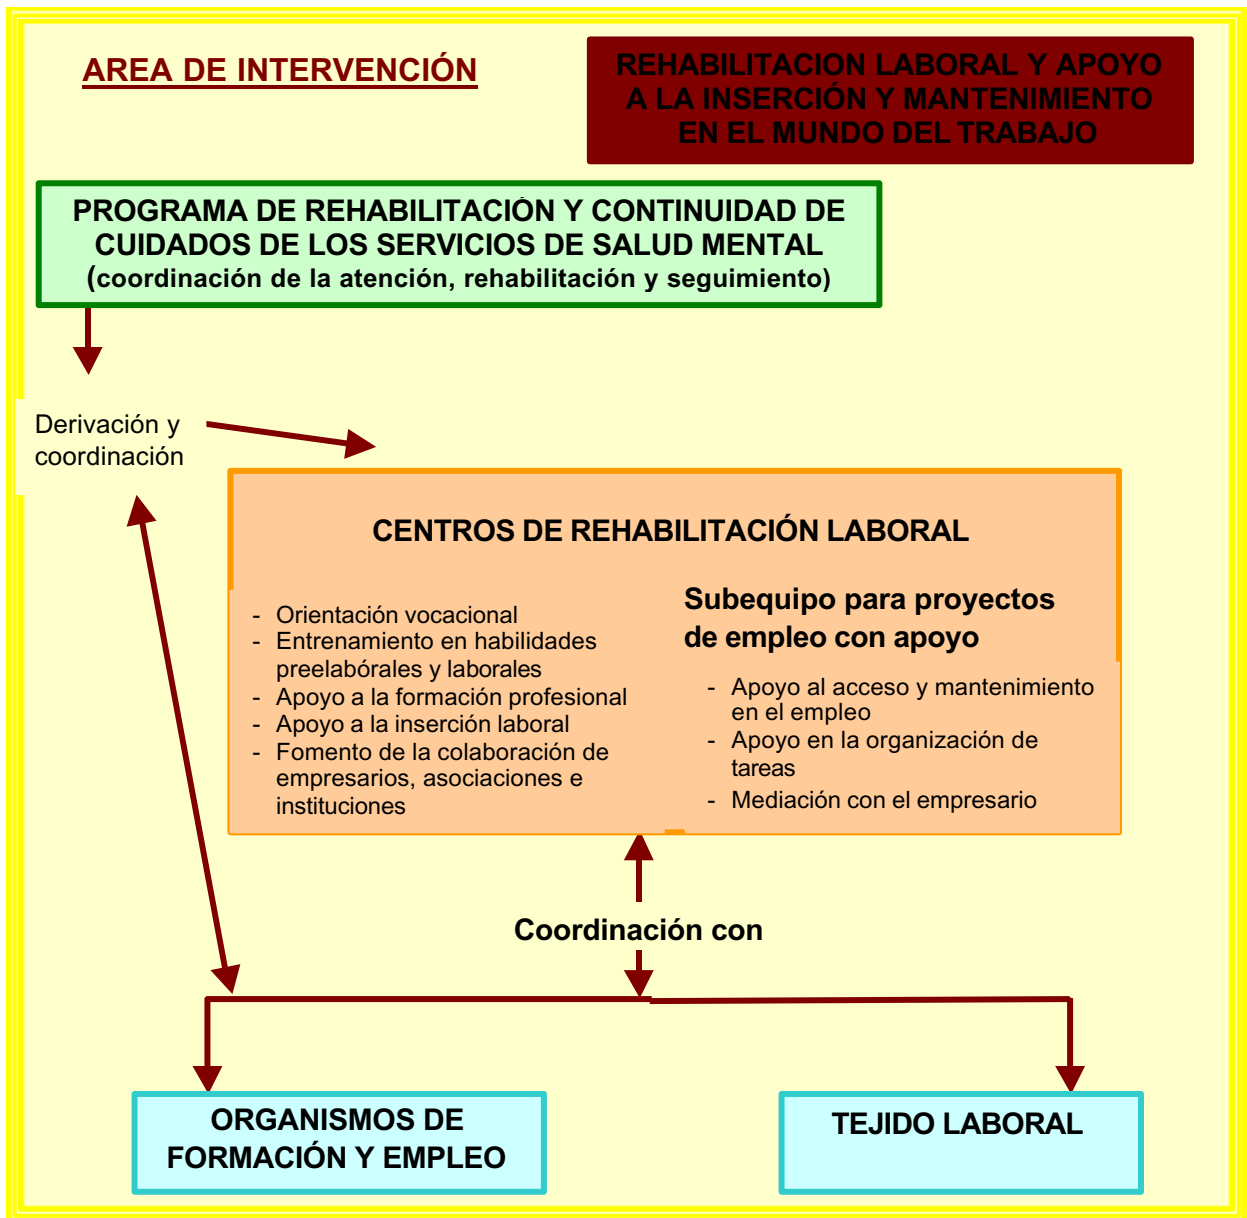 AREA DE INTERVENCIÓN
REHABILITACION LABORAL Y APOYO
A LA INSERCIÓN Y MANTENIMIENTO
EN EL MUNDO DEL TRABAJO
PROGRAMA DE REHABILITACIÓN Y CONTINUIDAD DE
CUIDADOS DE LOS SERVICIOS DE SALUD MENTAL
(coordinación de la atención, rehabilitación y seguimiento)
Derivación y
coordinación
CENTROS DE REHABILITACIÓN LABORAL
- Orientación vocacional
- Entrenamiento en habilidades
preelabórales y laborales
- Apoyo a la formación profesional
- Apoyo a la inserción laboral
- Fomento de la colaboración de
empresarios, asociaciones e
instituciones
Subequipo para proyectos
de empleo con apoyo
- Apoyo al acceso y mantenimiento
en el empleo
- Apoyo en la organización de
tareas
- Mediación con el empresario
Coordinación con
ORGANISMOS DE
FORMACIÓN Y EMPLEO
TEJIDO LABORAL